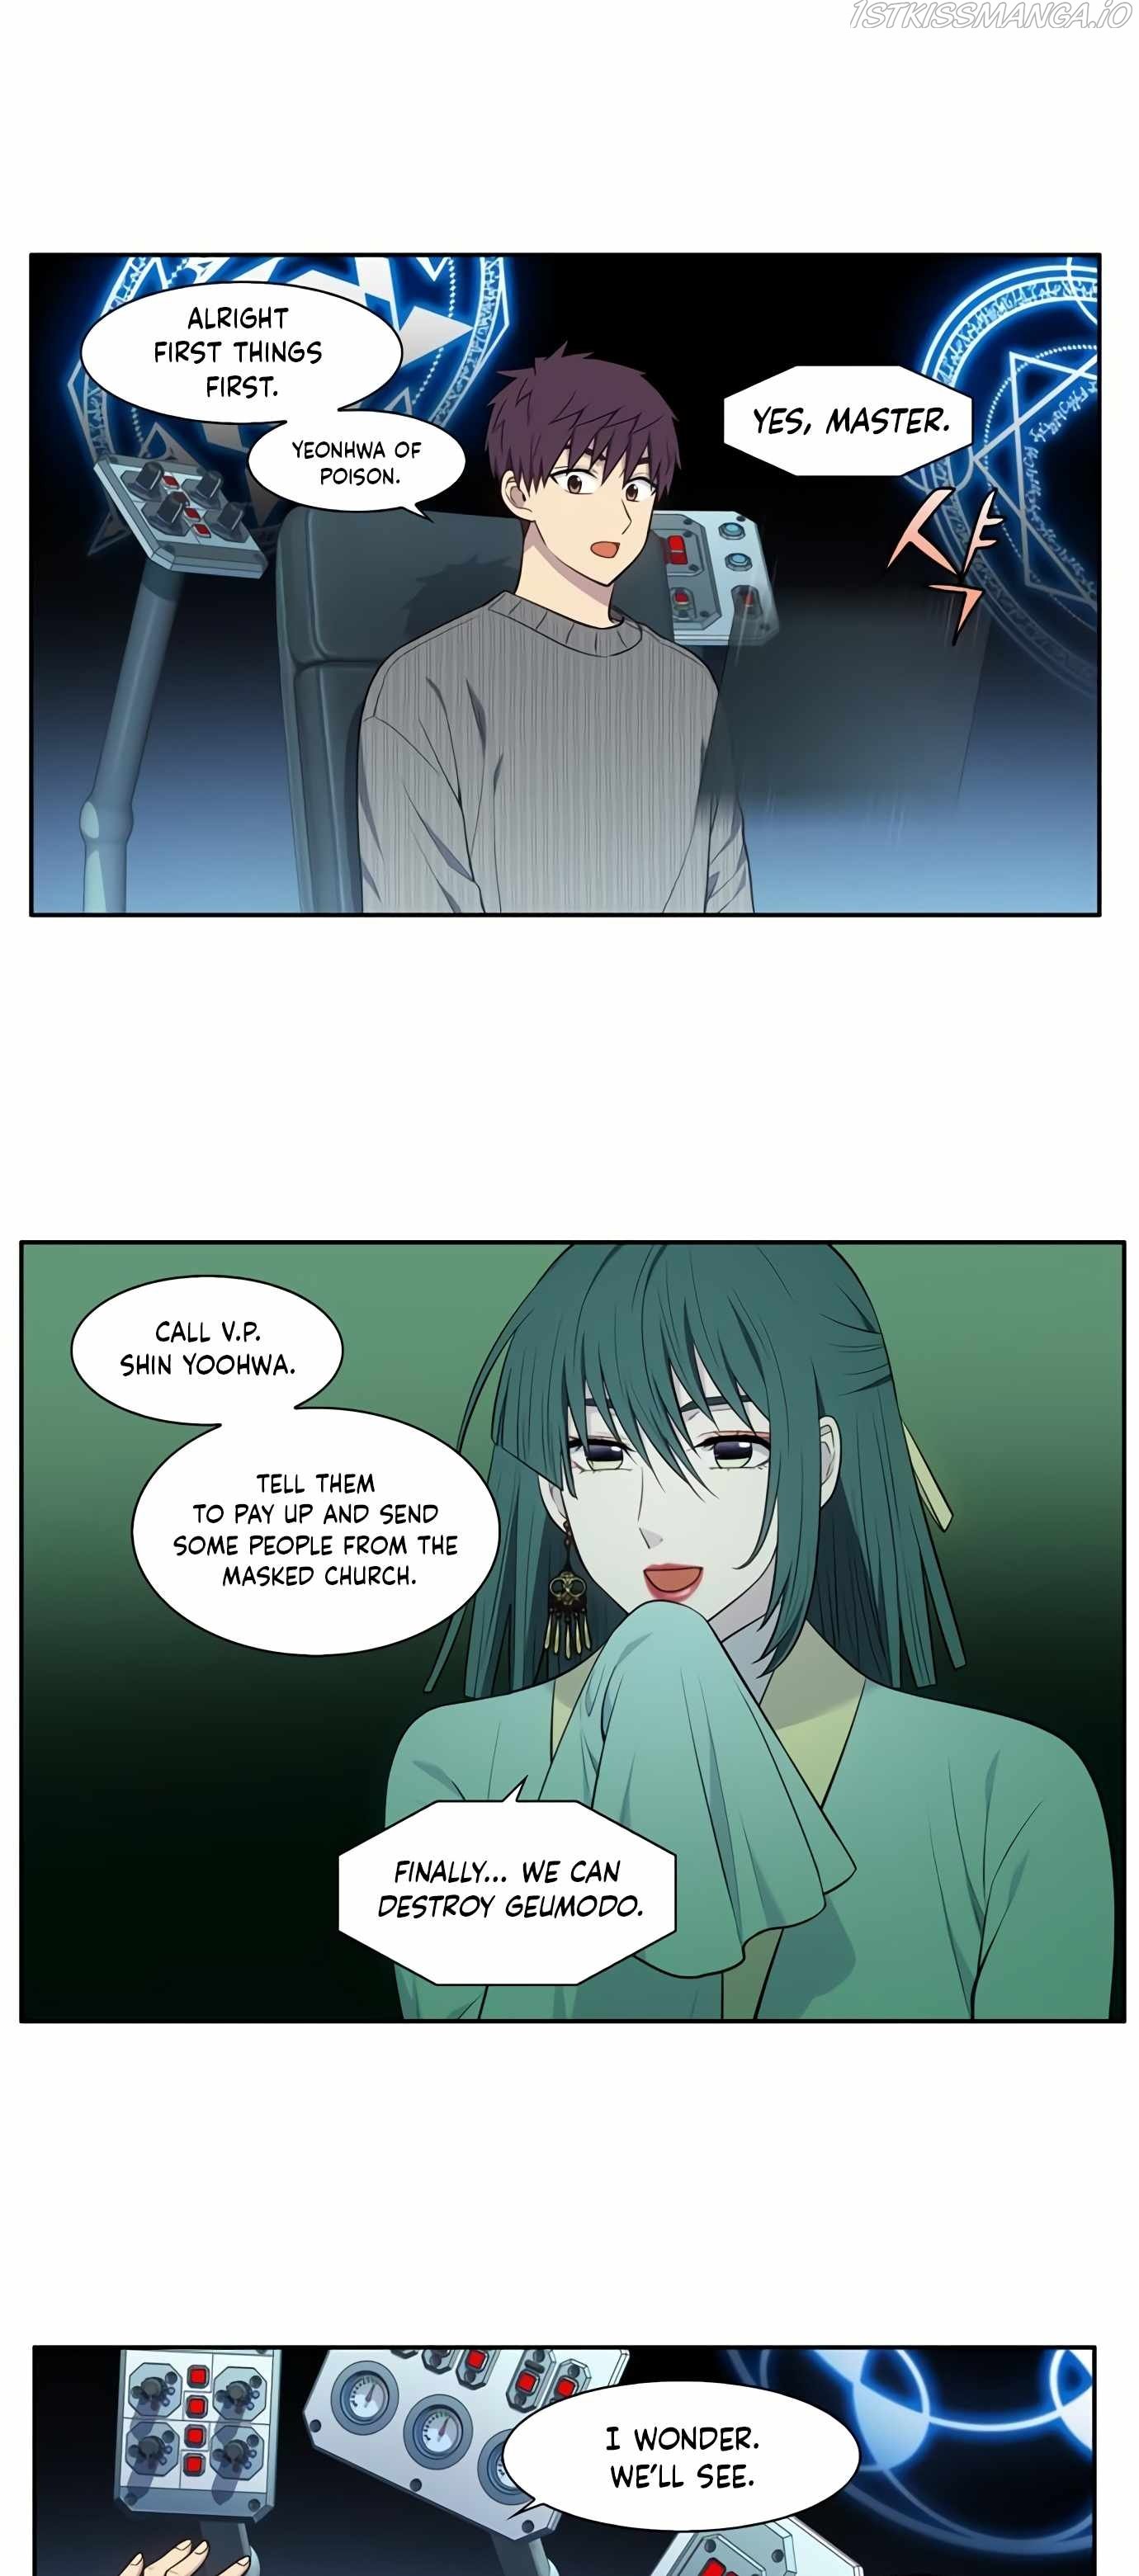 1STKISSMANGA.io
ALRIGHT
FIRST THINGS
FIRST.
YEONHWA OF
POISON.
YES, MASTER.
샤
ㄱ
CALL V.P.
SHIN YOOHWA.
TELL THEM
TO PAY UP AND SEND
SOME PEOPLE FROM THE
MASKED CHURCH.
FINALLY... WE CAN
DESTROY GEUMODO.
I WONDER.
WE'LL SEE.